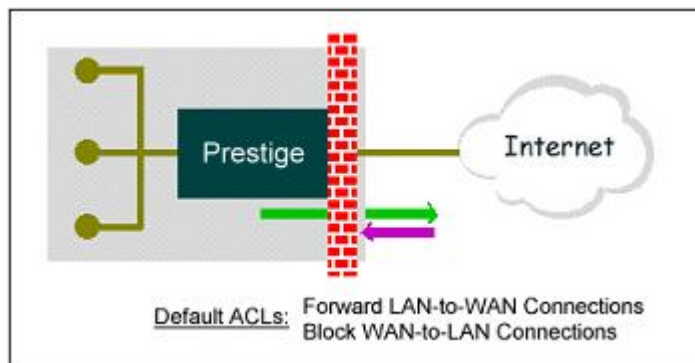 Prestige
Internet
Default ACLs: Forward LAN-to-WAN Connections
Block WAN-to-LAN Connections